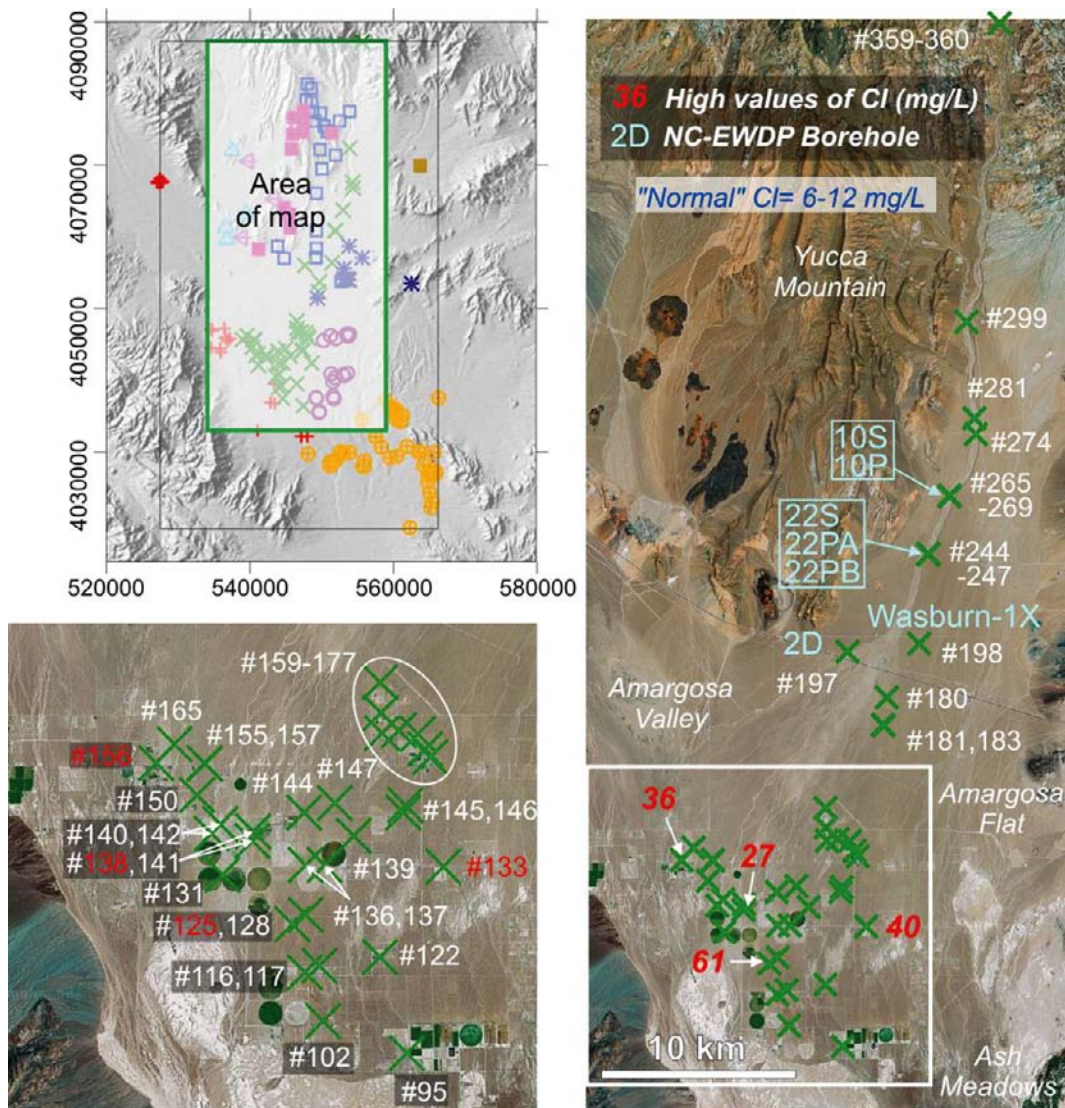 4090000
4070000
4050000
4030000
520000
540000
560000
580000
Area
of map
#359-360
36 High values of Cl (mg/L)
2D NC-EWDP Borehole
"Normal" Cl= 6-12 mg/L
Yucca
Mountain
#299
#281
#274
10S
10P
#265
-269
22S
22PA
22PB
#244
-247
Wasburn-1X
2D
#198
#197
#180
Amargosa
Valley
#181,183
36
Amargosa
Flat
27
40
61
10 km
Ash
Meadows
#159-177
#165
#155,157
#156
#144
#147
#150
#145,146
#140,142
#138,141
#139
#133
#131
#136,137
#125,128
#122
#116,117
#102
#95